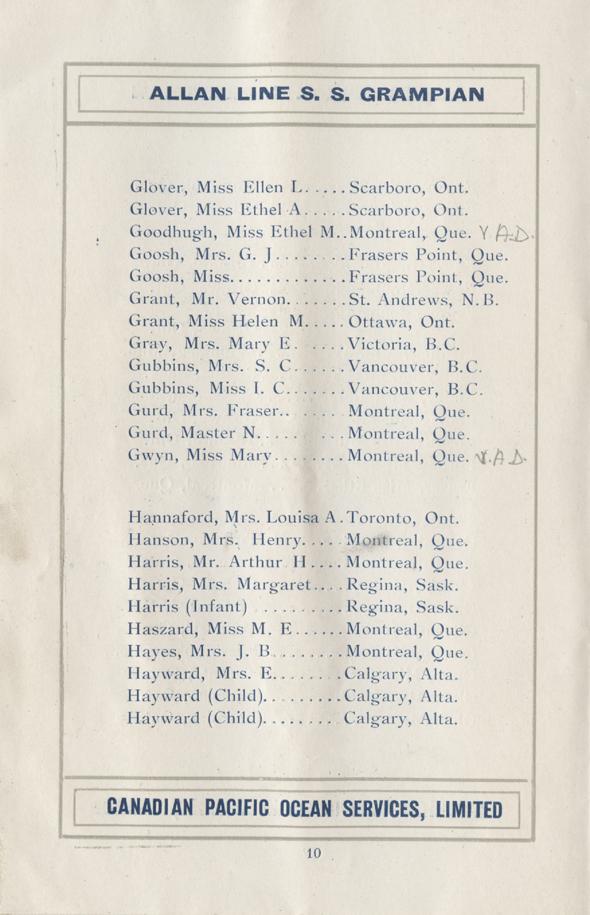 ALLAN LINE S. S. GRAMPIAN
Glover, Miss Ellen L.....Scarboro, Ont.
Glover, Miss Ethel A.....Scarboro, Ont.
Goodhugh, Miss Ethel M..Montreal, Que. V A.D.
Goosh, Mrs. G. J........Frasers Point, Que.
Goosh, Miss............Frasers Point, Que.
Grant, Mr. Vernon.......St. Andrews, N.B.
Grant, Miss Helen M.....Ottawa, Ont.
Gray, Mrs. Mary E. ....Victoria, B.C.
Gubbins, Mrs. S. C......Vancouver, B.C.
Gubbins, Miss I. C.......Vancouver, B.C.
Gurd, Mrs. Fraser.. ..... Montreal, Que.
Gurd, Master N..... ...Montreal, Que.
Gwyn, Miss Mary........Montreal, Que. V.A.D.
Hannaford, Mrs. Louisa A.Toronto, Ont.
Hanson, Mrs. Henry.... Montreal, Que.
Harris, Mr. Arthur H....Montreal, Que.
Harris, Mrs. Margaret....Regina, Sask.
Harris (Infant) .........Regina, Sask.
Haszard, Miss M. E......Montreal, Que.
Hayes, Mrs. J. B........Montreal, Que.
Hayward, Mrs. E........Calgary, Alta.
Hayward (Child)........ Calgary, Alta.
Hayward (Child)........ Calgary, Alta.
CANADIAN PACIFIC OCEAN SERVICES, LIMITED
10